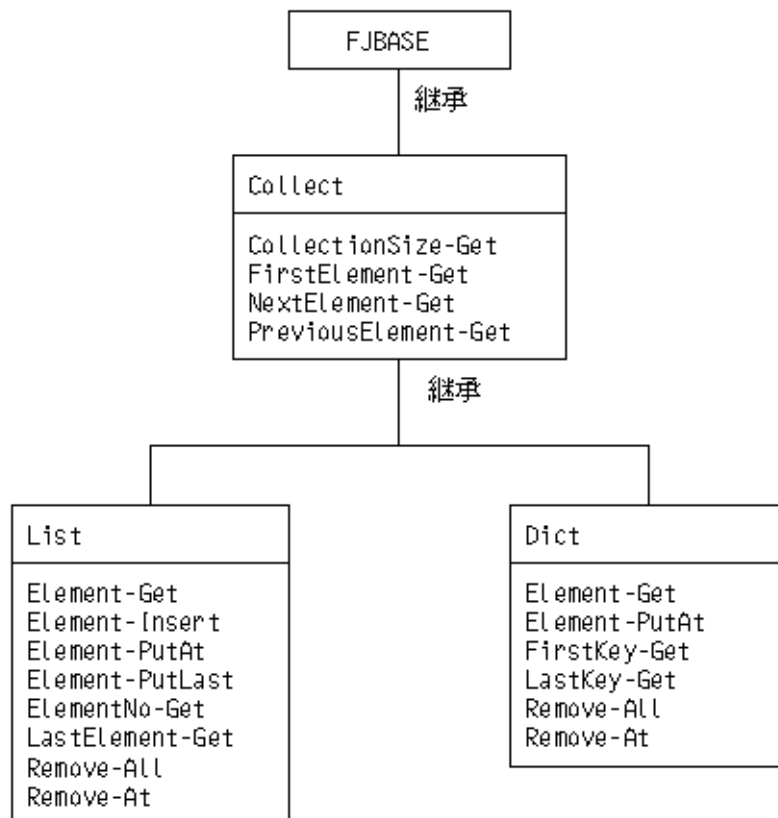 FJBASE
継承
Collect
CollectionSize-Get
FirstElement-Get
NextElement-Get
PreviousElement-Get
継承
List
Element-Get
Element-Insert
Element-PutAt
Element-PutLast
ElementNo-Get
LastElement-Get
Remove-All
Remove-At
Dict
Element-Get
Element-PutAt
FirstKey-Get
LastKey-Get
Remove-All
Remove-At